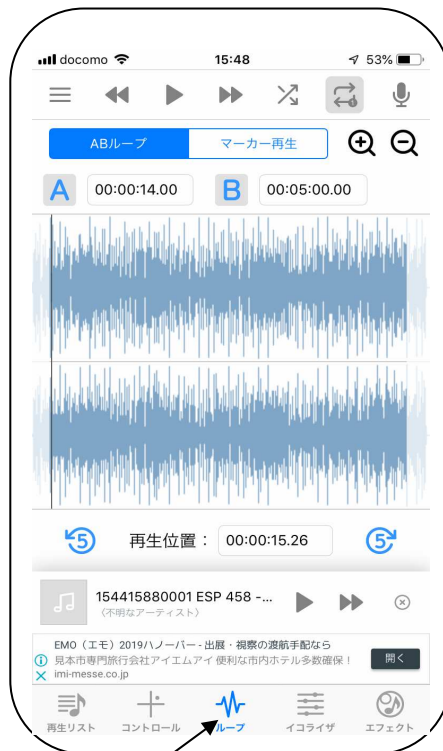 docomo 15:48 53%
ABループ マーカー再生
A 00:00:14.00 B 00:05:00.00
5 再生位置： 00:00:15.26 5
154415880001 ESP 458 -...
〈不明なアーティスト〉
EMO（エモ）2019ハノーバー - 出展・視察の渡航手配なら
見本市専門旅行会社アイエムアイ 便利な市内ホテル多数確保！
imi-messe.co.jp
開く
再生リスト コントロール ループ イコライザ エフェクト